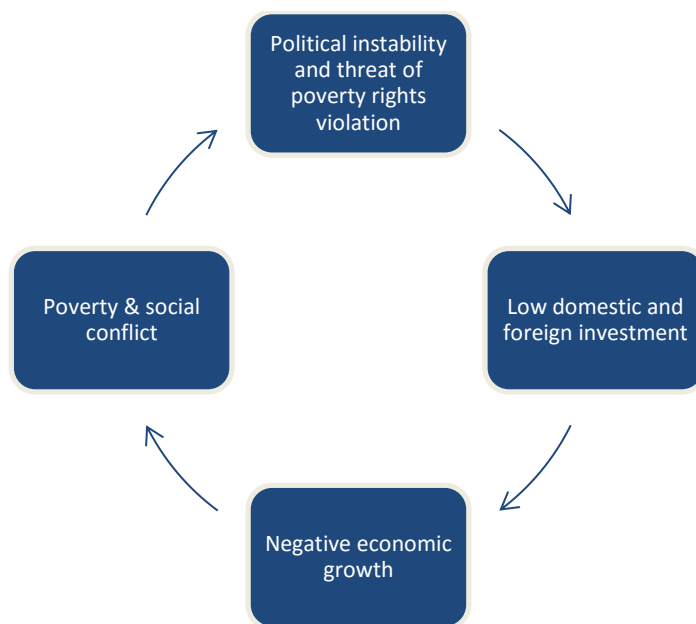 Political instability
and threat of
poverty rights
violation
Low domestic and
foreign investment
Negative economic
growth
Poverty & social
conflict